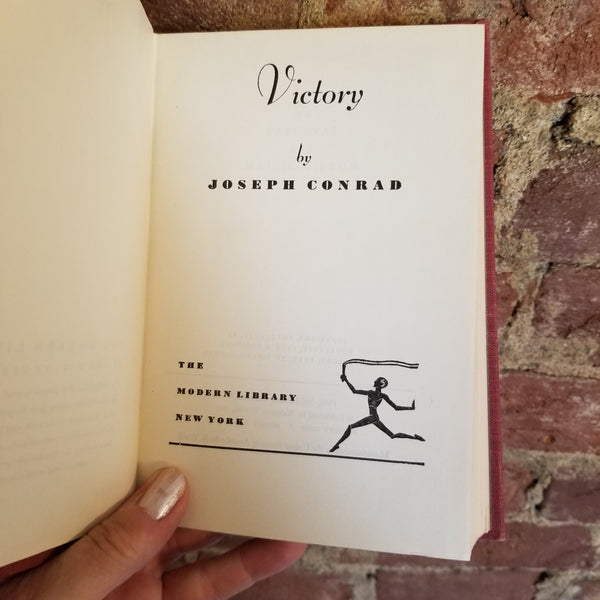 Victory
by
JOSEPH CONRAD
THE
MODERN LIBRARY
NEW YORK